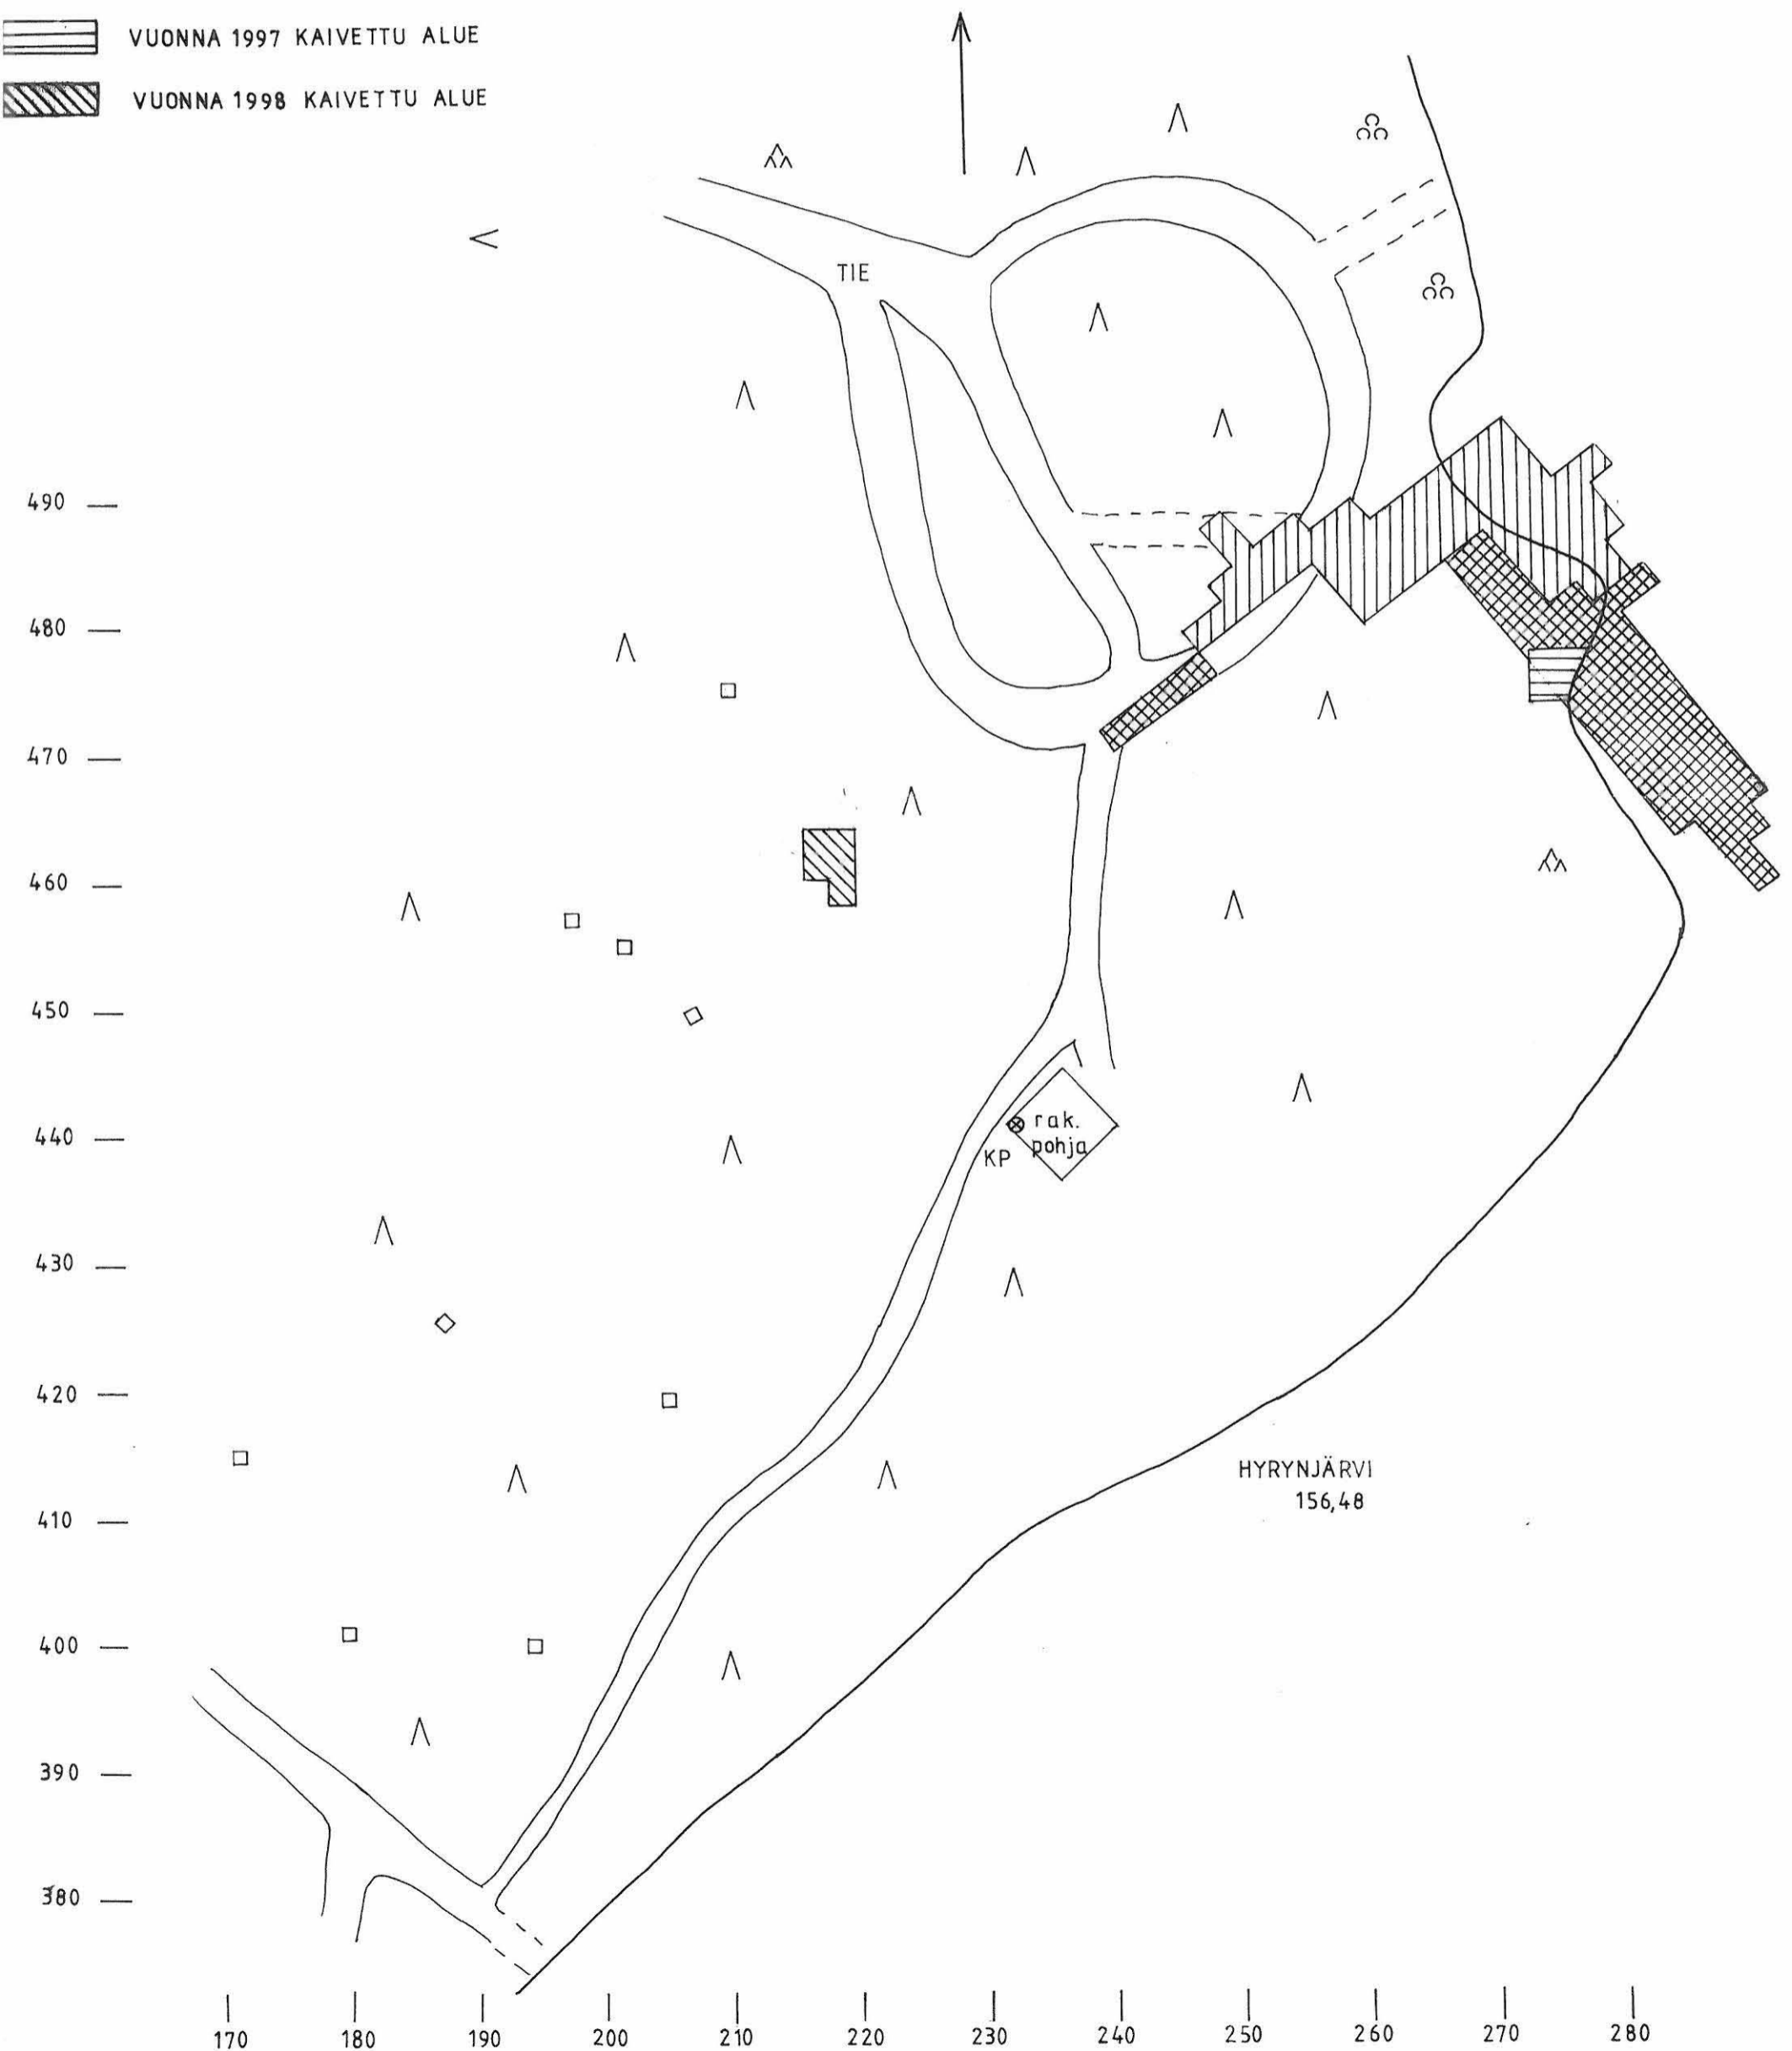 VUONNA 1997 KAIVETTU ALUE
VUONNA 1998 KAIVETTU ALUE
TIE
490
480
470
460
450
rak.
440
pohja
KP
430
420
HYRYNJÄRVI
156,48
410
400
390
380
170 180 190 200 210 220 230 240 250 260 270 280